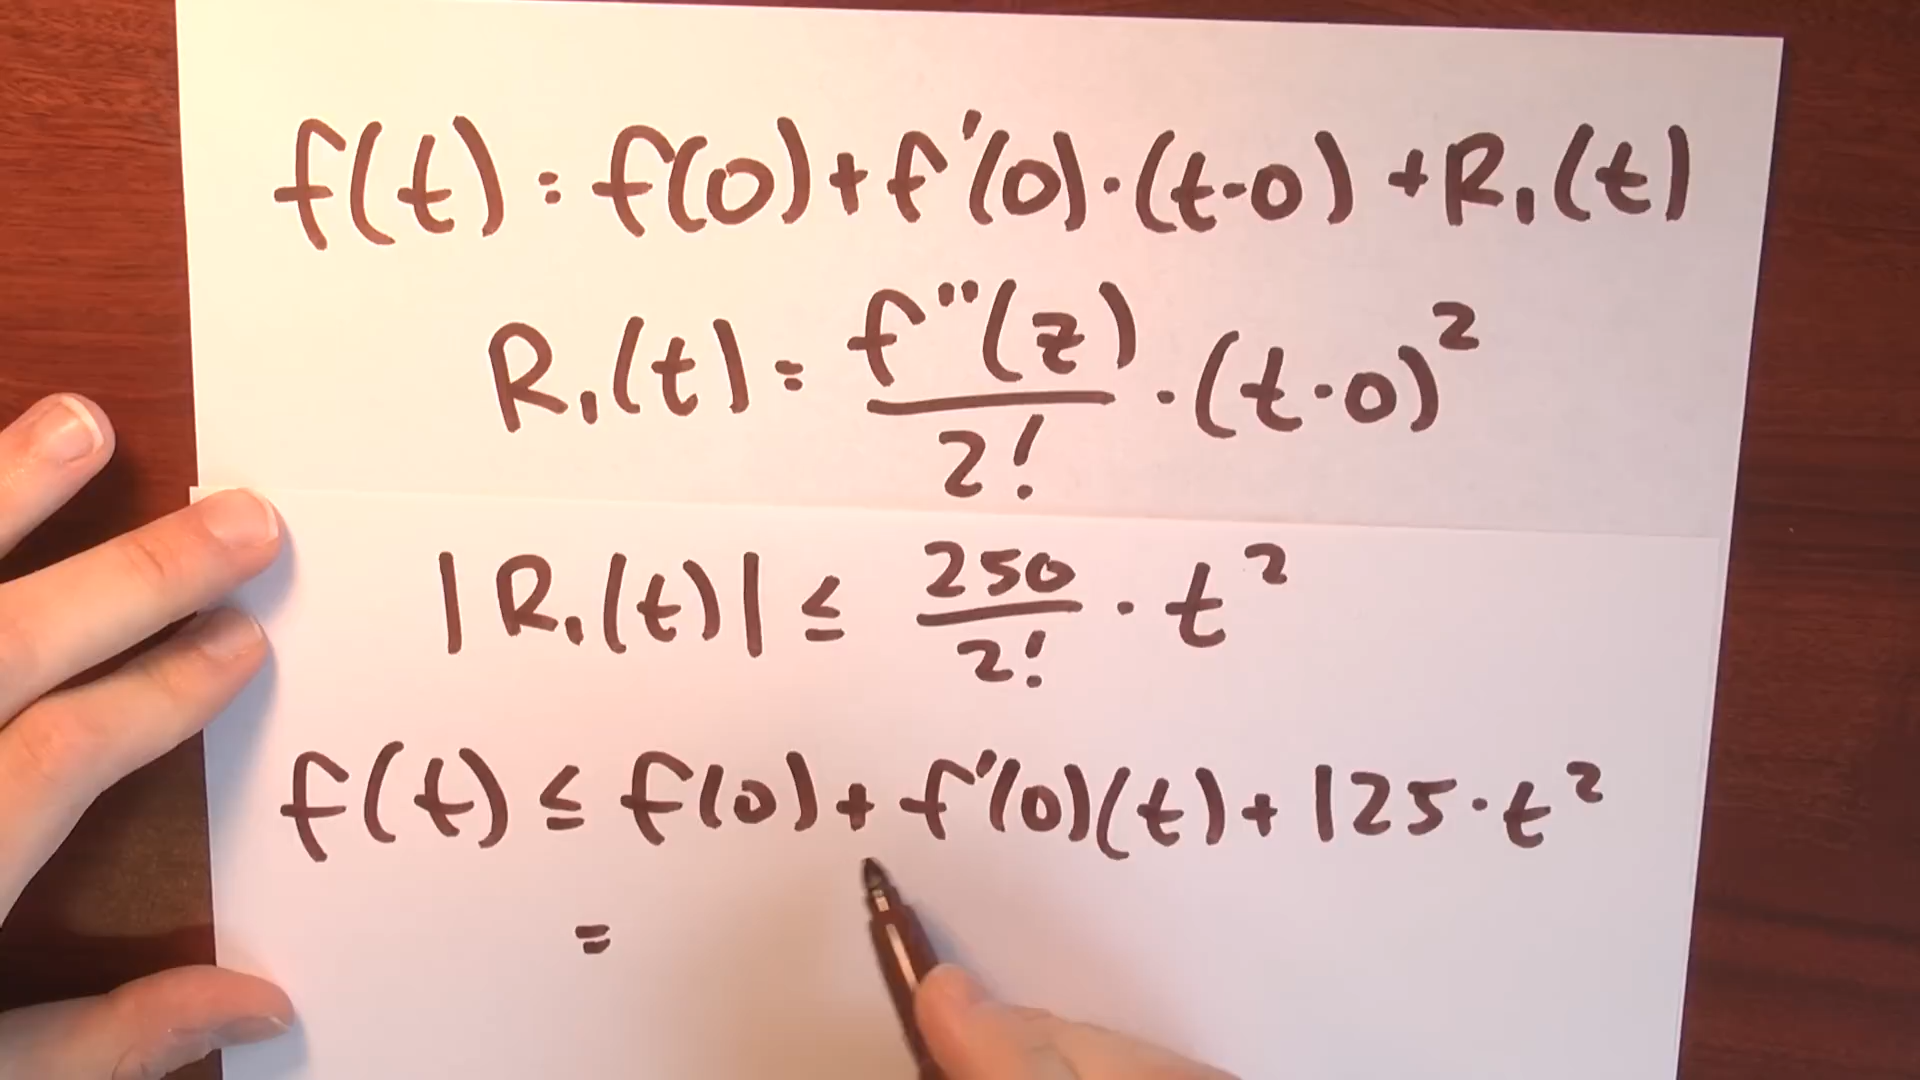 f(t) = f(0) + f'(0) · (t-0) + R₁(t)
R₁(t) = f''(z)/2! · (t-0)²
|R₁(t)| ≤ 250/2! · t²
f(t) ≤ f(0) + f'(0)(t) + 125 · t²
=